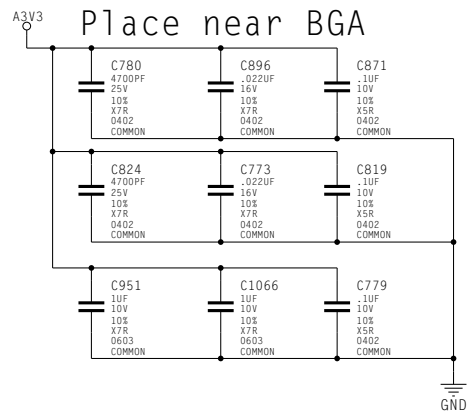 A3V3
Place near BGA
C780
4700PF
25V
10%
X7R
0402
COMMON
C896
.022UF
16V
10%
X7R
0402
COMMON
C871
.1UF
10V
10%
X5R
0402
COMMON
C824
4700PF
25V
10%
X7R
0402
COMMON
C773
.022UF
16V
10%
X7R
0402
COMMON
C819
.1UF
10V
10%
X5R
0402
COMMON
C951
1UF
10V
10%
X7R
0603
COMMON
C1066
1UF
10V
10%
X7R
0603
COMMON
C779
.1UF
10V
10%
X5R
0402
COMMON
GND